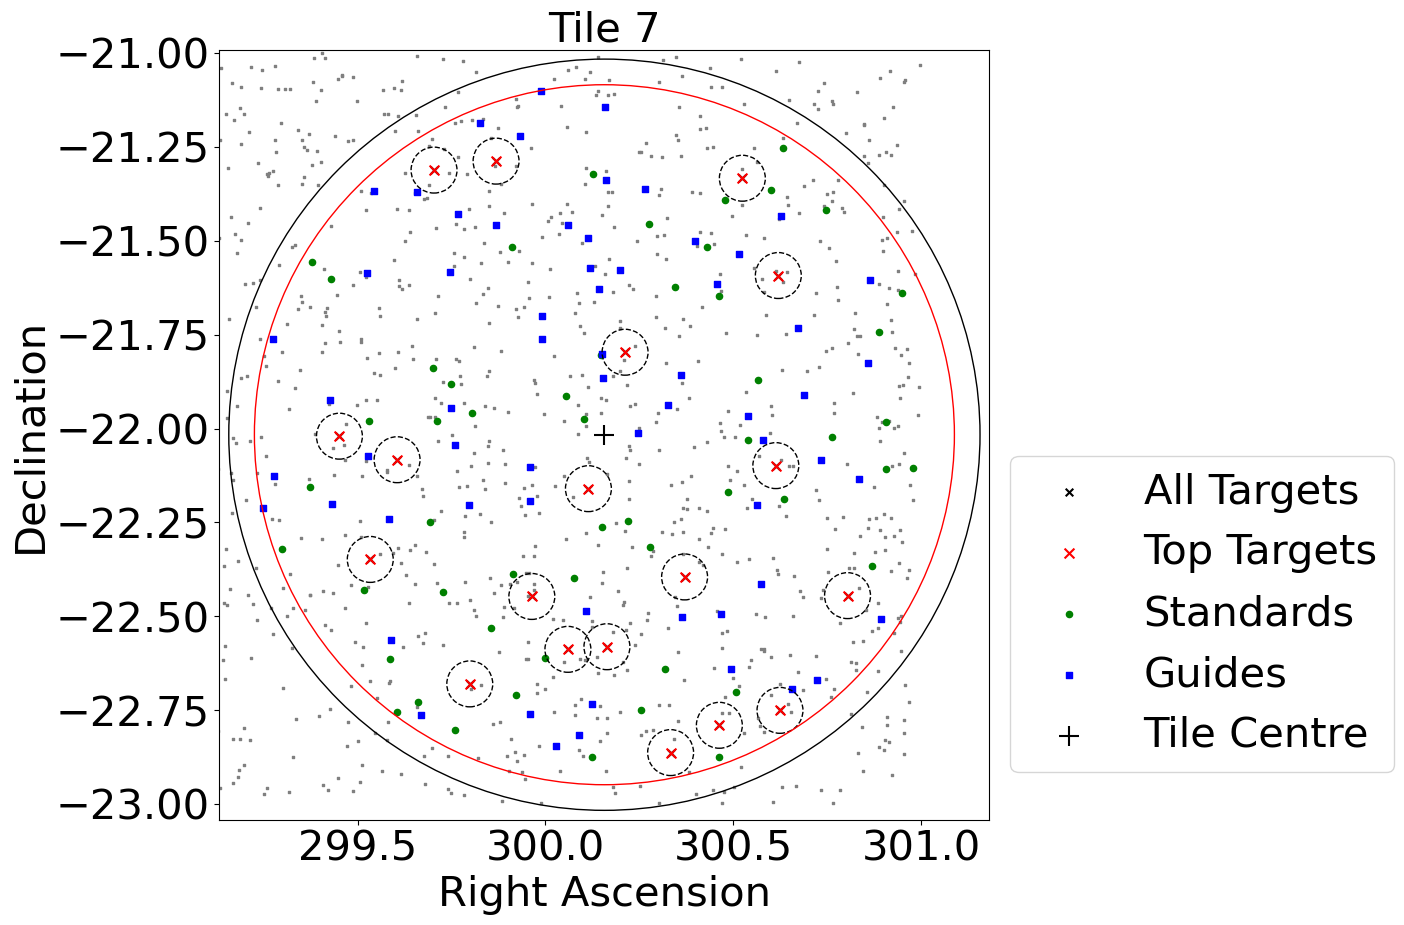 Tile 7
−21.00
−21.25
−21.50
−21.75
−22.00
−22.25
−22.50
−22.75
−23.00
Declination
299.5 300.0 300.5 301.0
Right Ascension
All Targets
Top Targets
Standards
Guides
Tile Centre